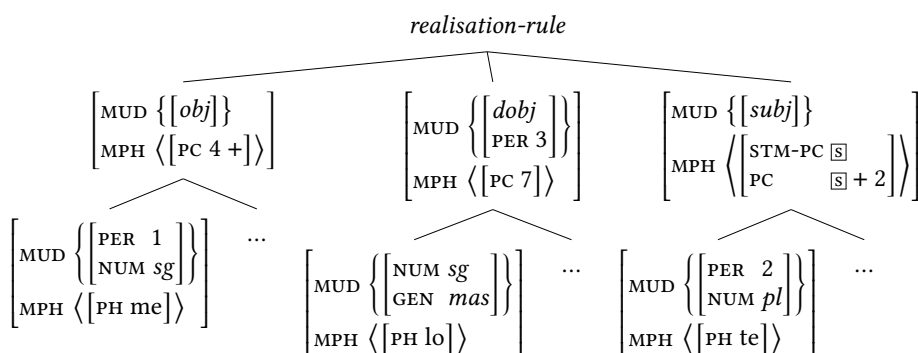 realisation-rule
MUD {[obj]}
MPH ⟨[PC 4 +]⟩
MUD {[dobj
PER 3]}
MPH ⟨[PC 7]⟩
MUD {[subj]}
MPH ⟨[STM-PC s
PC s + 2]⟩
MUD {[PER 1
NUM sg]}
MPH ⟨[PH me]⟩
...
MUD {[NUM sg
GEN mas]}
MPH ⟨[PH lo]⟩
...
MUD {[PER 2
NUM pl]}
MPH ⟨[PH te]⟩
...